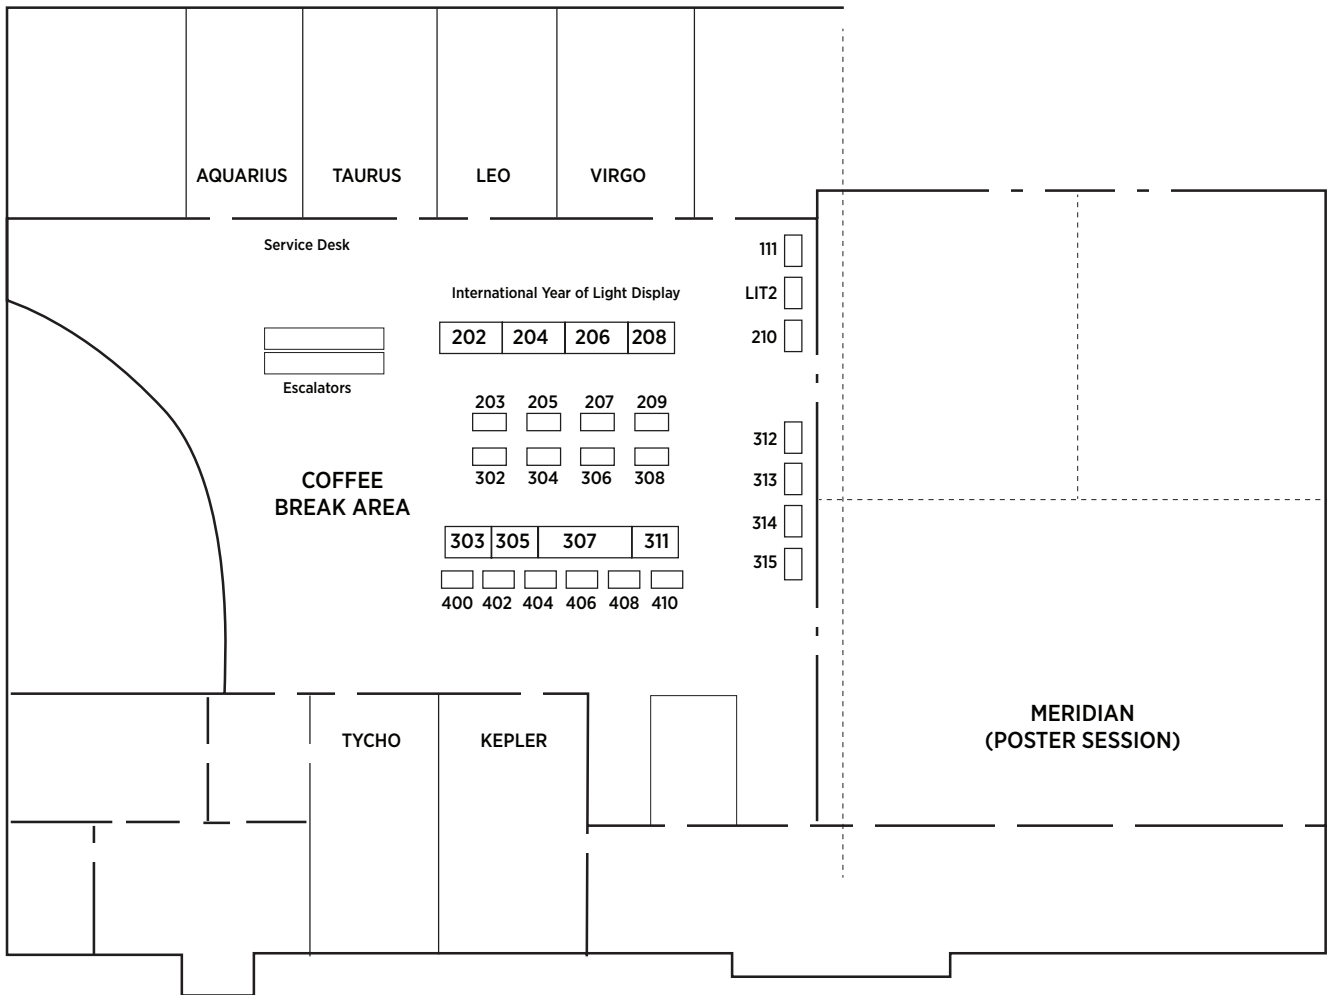 AQUARIUS TAURUS LEO VIRGO
Service Desk
111
International Year of Light Display
LIT2
202 204 206 208
210
Escalators
203 205 207 209
312
302 304 306 308
313
COFFEE
BREAK AREA
314
303 305 307 311
315
400 402 404 406 408 410
MERIDIAN
(POSTER SESSION)
TYCHO KEPLER